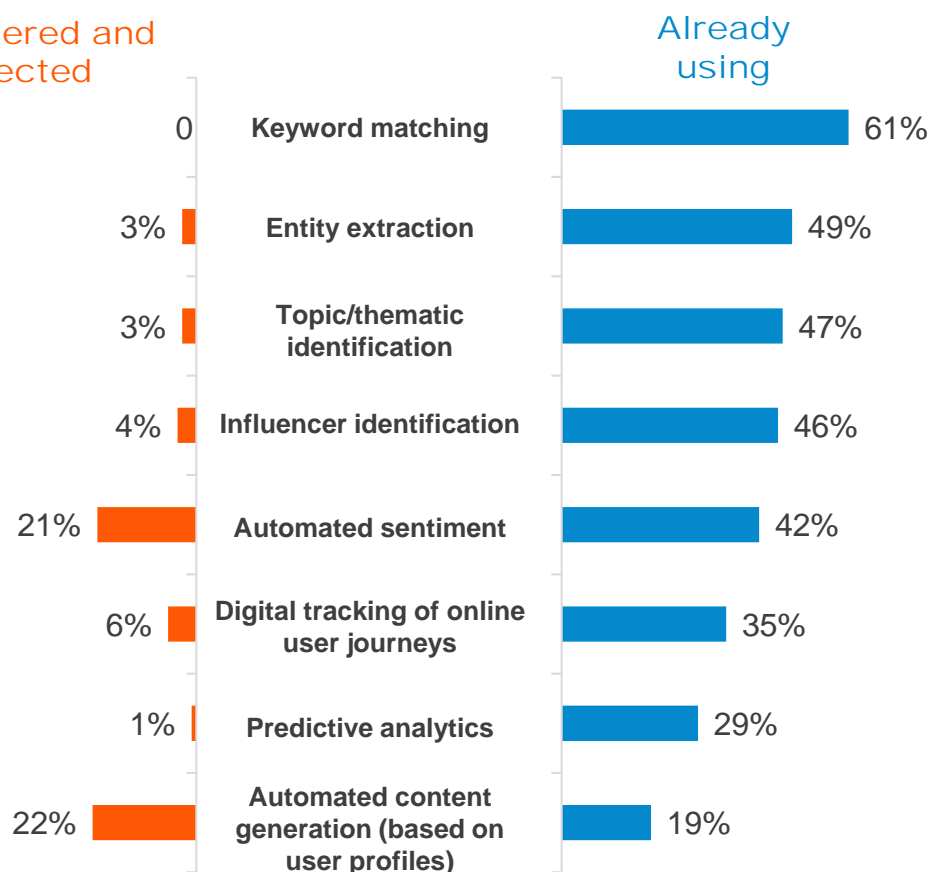 ered and
ected
Already
using
0
Keyword matching
61%
3%
Entity extraction
49%
3%
Topic/thematic
identification
47%
4%
Influencer identification
46%
21%
Automated sentiment
42%
6%
Digital tracking of online
user journeys
35%
1%
Predictive analytics
29%
22%
Automated content
generation (based on
user profiles)
19%